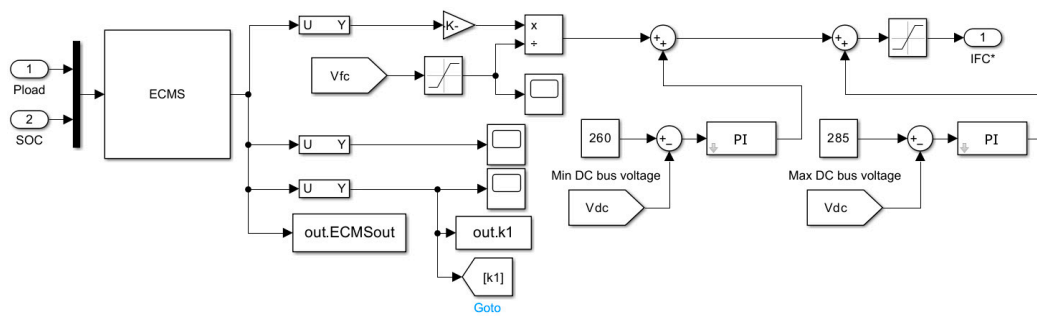 1
Pload
2
SOC
ECMS
U Y
K-
×
÷
Vfc
U Y
U Y
out.ECMSout
out.k1
[k1]
Goto
+
+
260
+
−
PI
Min DC bus voltage
Vdc
+
+
285
+
−
PI
Max DC bus voltage
Vdc
1
IFC*